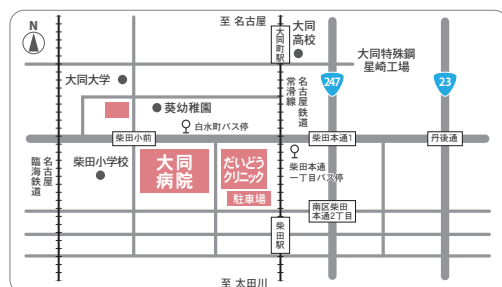 至 名古屋
N
大同町駅
大同
高校
大同特殊鋼
星崎工場
大同大学
247
23
名古屋鉄道
常滑線
葵幼稚園
白水町バス停
柴田小前
柴田本通1
丹後通
名古屋
臨海鉄道
柴田小学校
大同
病院
だいどう
クリニック
柴田本通
一丁目バス停
駐車場
南区柴田
本通2丁目
柴田駅
至 太田川